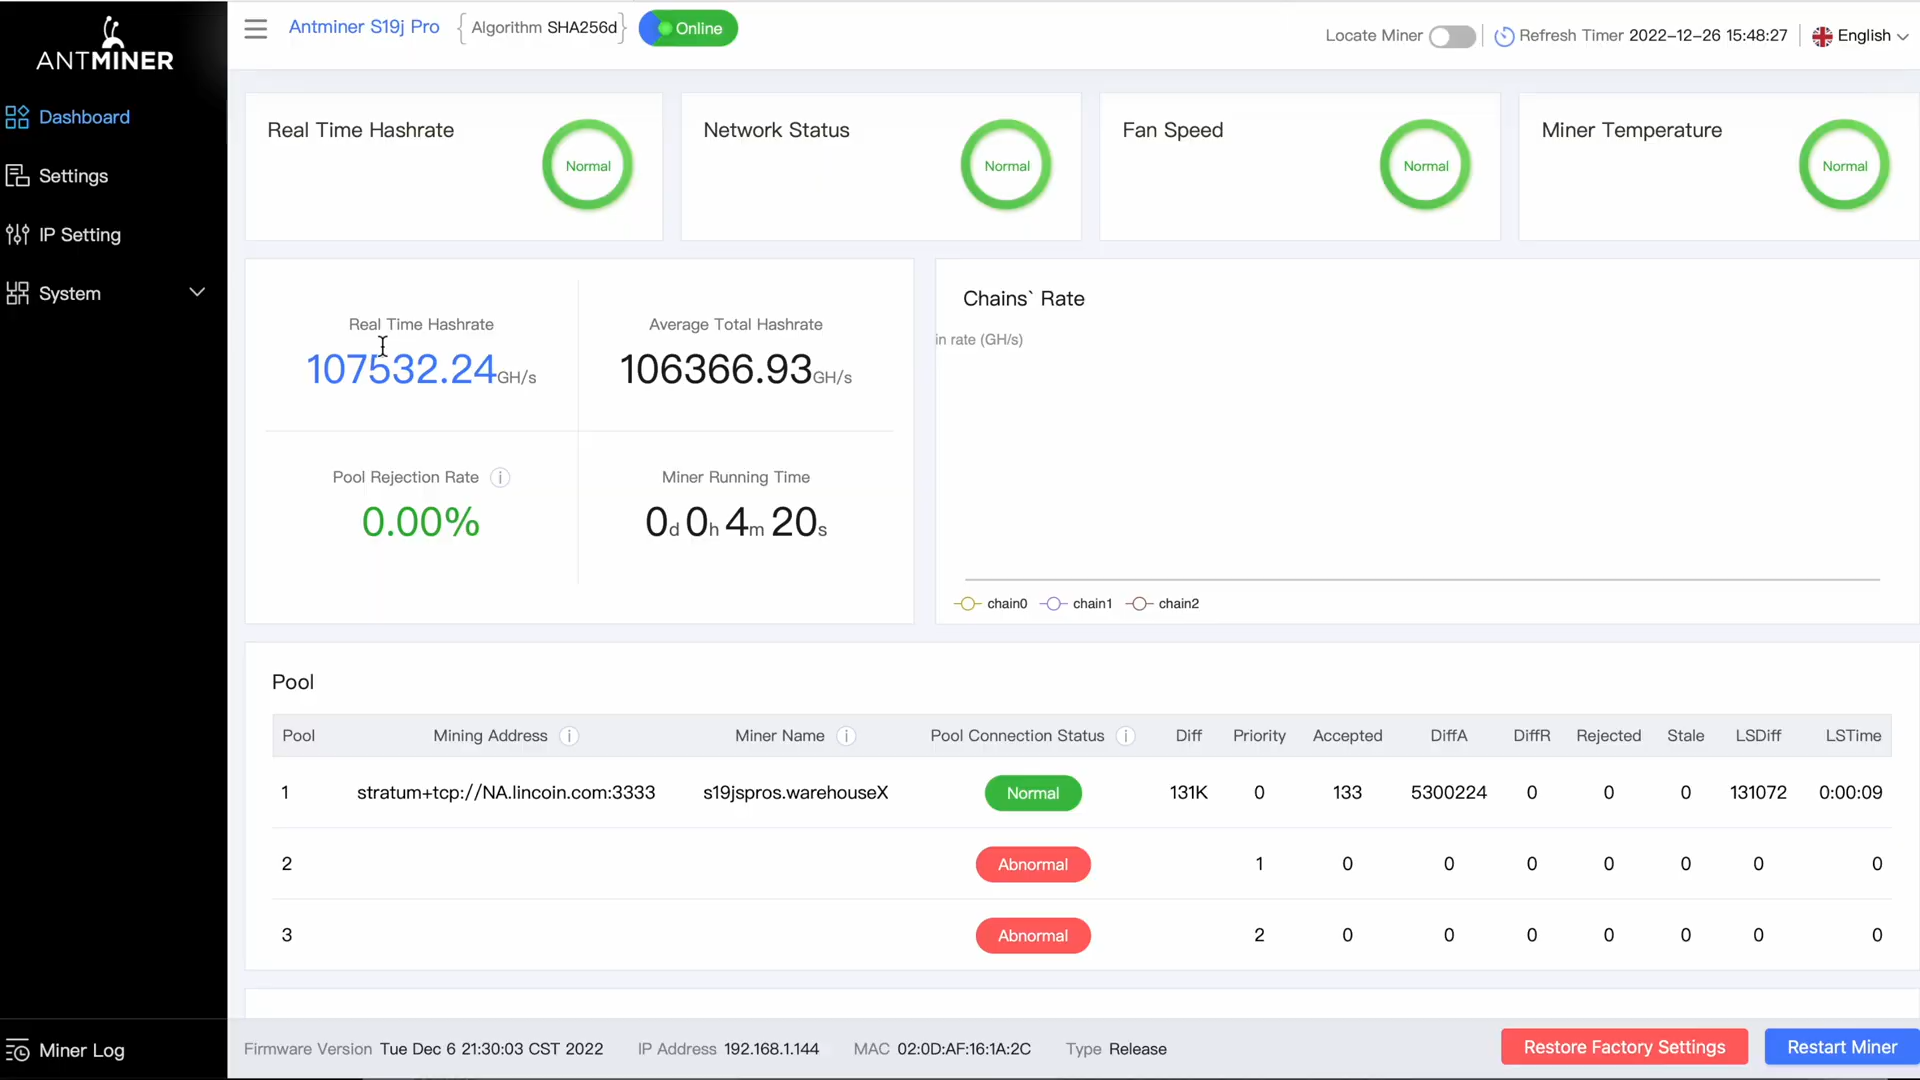 ANTMINER
Antminer S19j Pro
Algorithm SHA256d
Online
Locate Miner
Refresh Timer 2022-12-26 15:48:27
English
Dashboard
Settings
IP Setting
System
Real Time Hashrate
Normal
Network Status
Normal
Fan Speed
Normal
Miner Temperature
Normal
Real Time Hashrate
107532.24GH/s
Average Total Hashrate
106366.93GH/s
Pool Rejection Rate i
0.00%
Miner Running Time
0d 0h 4m 20s
Chains` Rate
in rate (GH/s)
chain0 chain1 chain2
Pool
Pool Mining Address i Miner Name i Pool Connection Status i Diff Priority Accepted DiffA DiffR Rejected Stale LSDiff LSTime
1 stratum+tcp://NA.lincoin.com:3333 s19jspros.warehouseX Normal 131K 0 133 5300224 0 0 0 131072 0:00:09
2 Abnormal 1 0 0 0 0 0 0 0
3 Abnormal 2 0 0 0 0 0 0 0
Miner Log
Firmware Version Tue Dec 6 21:30:03 CST 2022 IP Address 192.168.1.144 MAC 02:0D:AF:16:1A:2C Type Release
Restore Factory Settings
Restart Miner